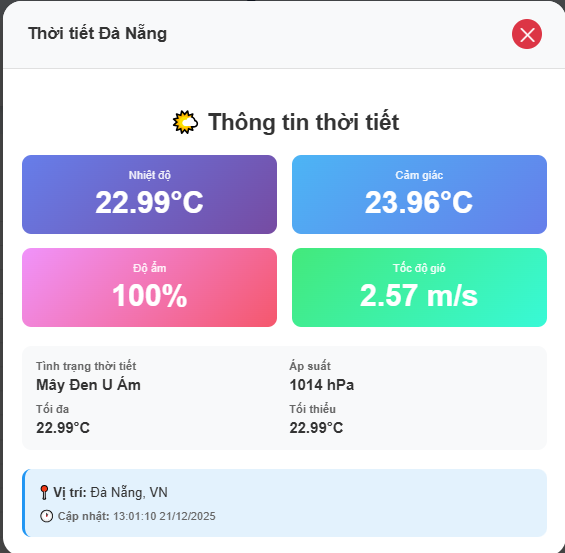 Thời tiết Đà Nẵng
Thông tin thời tiết
Nhiệt độ
22.99°C
Cảm giác
23.96°C
Độ ẩm
100%
Tốc độ gió
2.57 m/s
Tình trạng thời tiết
Mây Đen U Ám
Áp suất
1014 hPa
Tối đa
22.99°C
Tối thiểu
22.99°C
Vị trí: Đà Nẵng, VN
Cập nhật: 13:01:10 21/12/2025